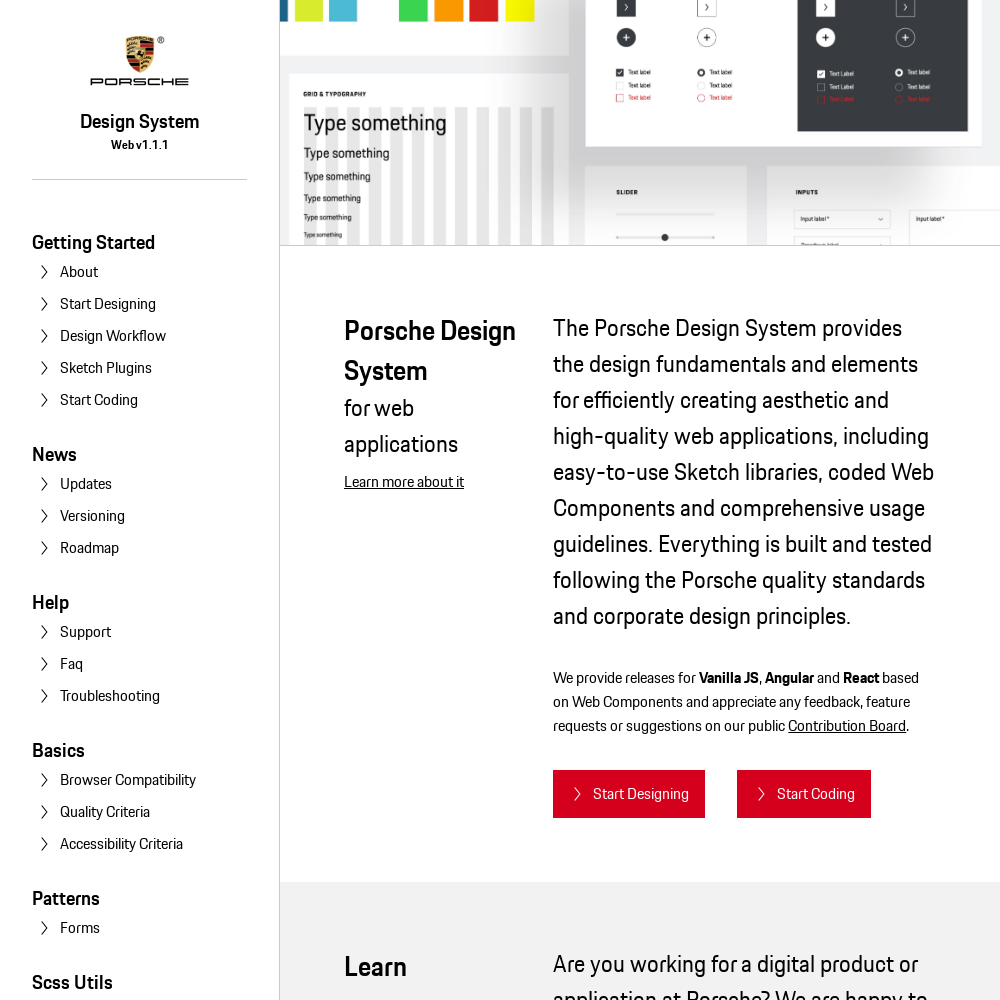 PORSCHE
®
PORSCHE
Design System
Web v1.1.1
Getting Started
About
Start Designing
Design Workflow
Sketch Plugins
Start Coding
News
Updates
Versioning
Roadmap
Help
Support
Faq
Troubleshooting
Basics
Browser Compatibility
Quality Criteria
Accessibility Criteria
Patterns
Forms
Scss Utils
GRID & TYPOGRAPHY
Type something
Type something
Type something
Type something
Type something
Type something
Text label
Text label
Text label
Text label
Text label
Text label
Text Label
Text label
Text Label
Text label
Text Label
Text label
SLIDER
INPUTS
Input label*
Input label*
Porsche Design
System
for web
applications
Learn more about it
The Porsche Design System provides
the design fundamentals and elements
for efficiently creating aesthetic and
high-quality web applications, including
easy-to-use Sketch libraries, coded Web
Components and comprehensive usage
guidelines. Everything is built and tested
following the Porsche quality standards
and corporate design principles.
We provide releases for Vanilla JS, Angular and React based
on Web Components and appreciate any feedback, feature
requests or suggestions on our public Contribution Board.
Start Designing
Start Coding
Learn
Are you working for a digital product or
application at Porsche? We are happy to